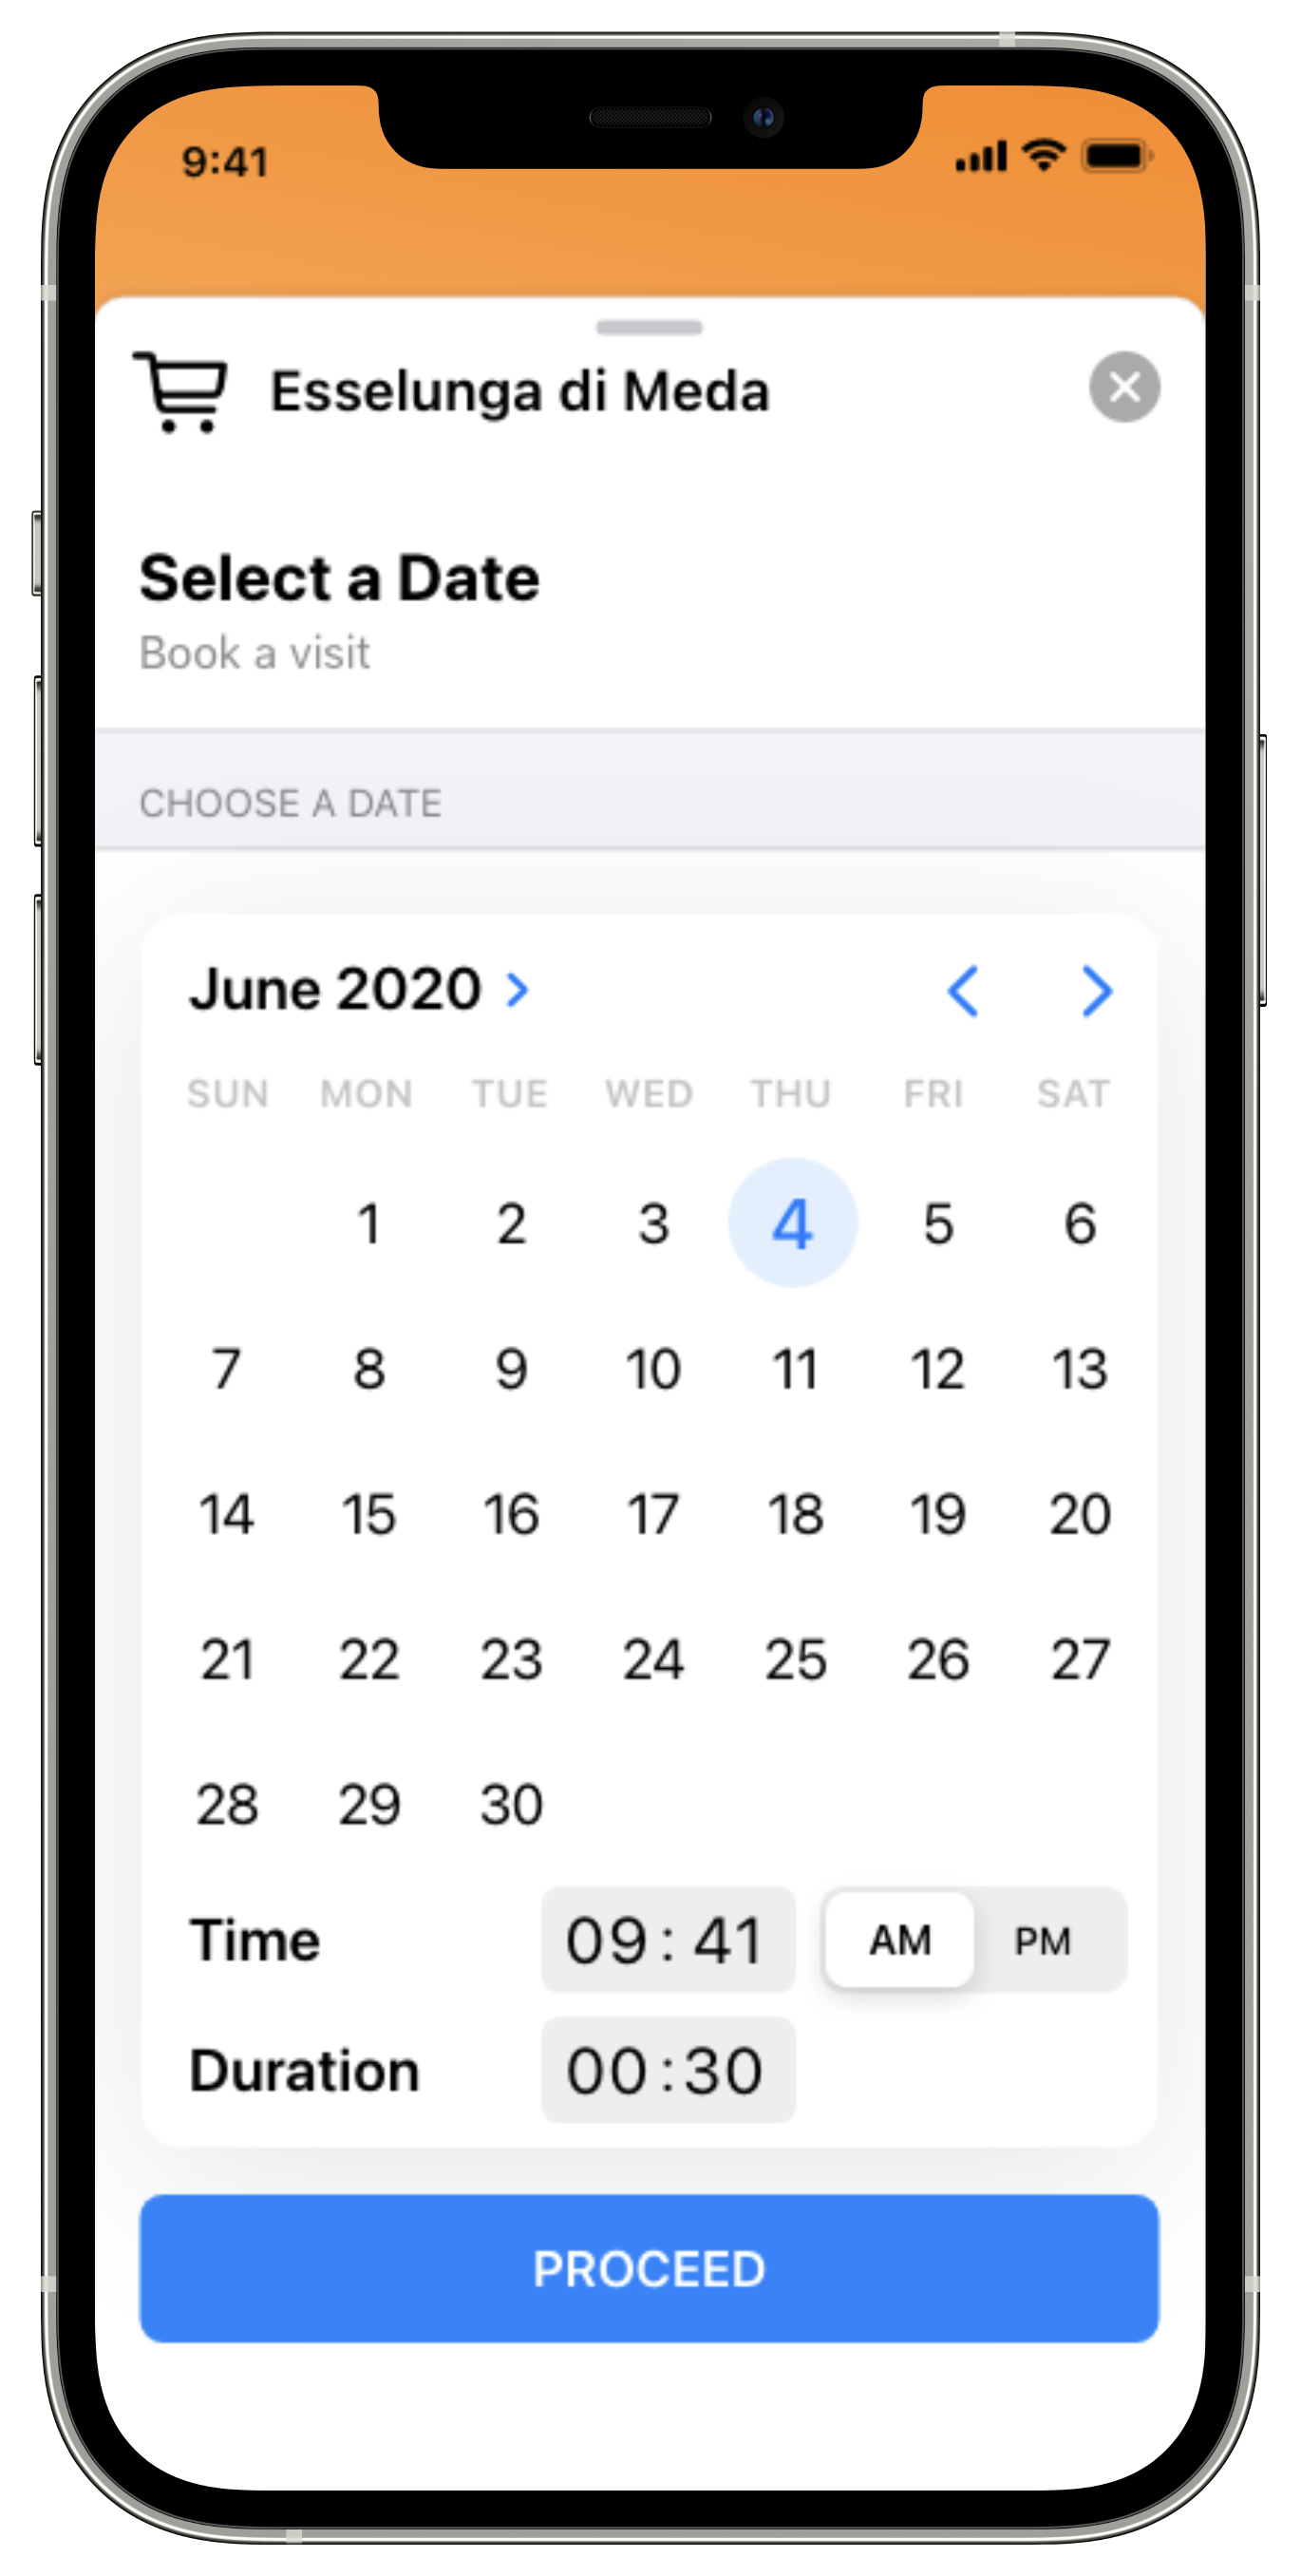 9:41
Esselunga di Meda
Select a Date
Book a visit
CHOOSE A DATE
June 2020
SUN MON TUE WED THU FRI SAT
1 2 3 4 5 6
7 8 9 10 11 12 13
14 15 16 17 18 19 20
21 22 23 24 25 26 27
28 29 30
Time 09: 41 AM PM
Duration 00:30
PROCEED